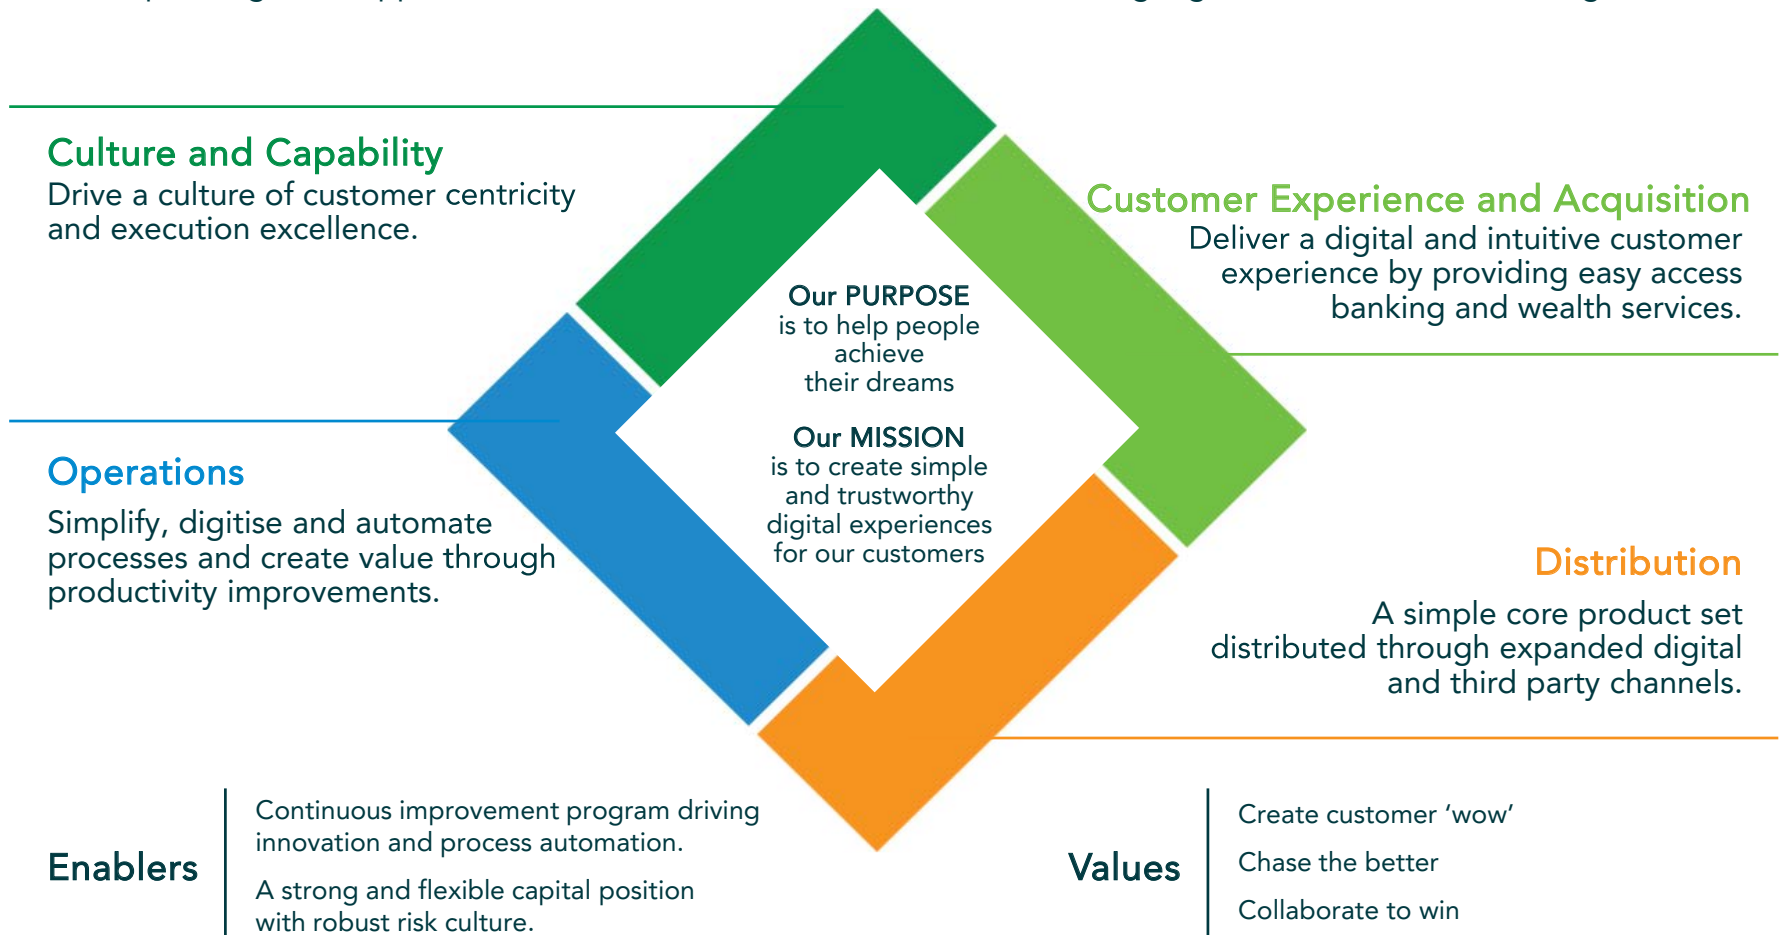 Culture and Capability
Drive a culture of customer centricity
and execution excellence.
Customer Experience and Acquisition
Deliver a digital and intuitive customer
experience by providing easy access
banking and wealth services.
Our PURPOSE
is to help people
achieve
their dreams
Our MISSION
is to create simple
and trustworthy
digital experiences
for our customers
Operations
Simplify, digitise and automate
processes and create value through
productivity improvements.
Distribution
A simple core product set
distributed through expanded digital
and third party channels.
Enablers
Continuous improvement program driving
innovation and process automation.
A strong and flexible capital position
with robust risk culture.
Values
Create customer ‘wow’
Chase the better
Collaborate to win